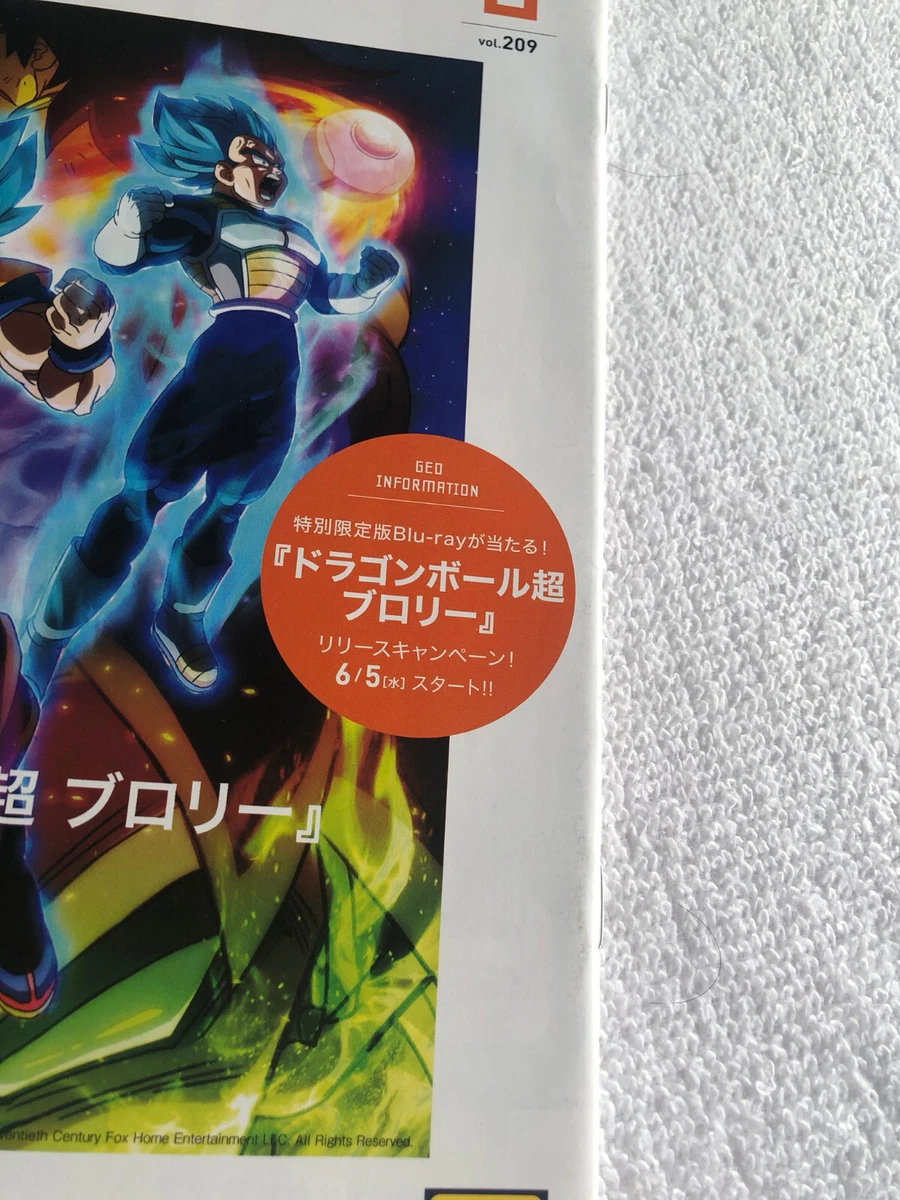 vol.209
GEO
INFORMATION
特別限定版Blu-rayが当たる!
『ドラゴンボール超
ブロリー』
リリースキャンペーン!
6/5[水] スタート!!
超 ブロリー』
Century Fox Home Entertainment LLC. All Rights Reserved.